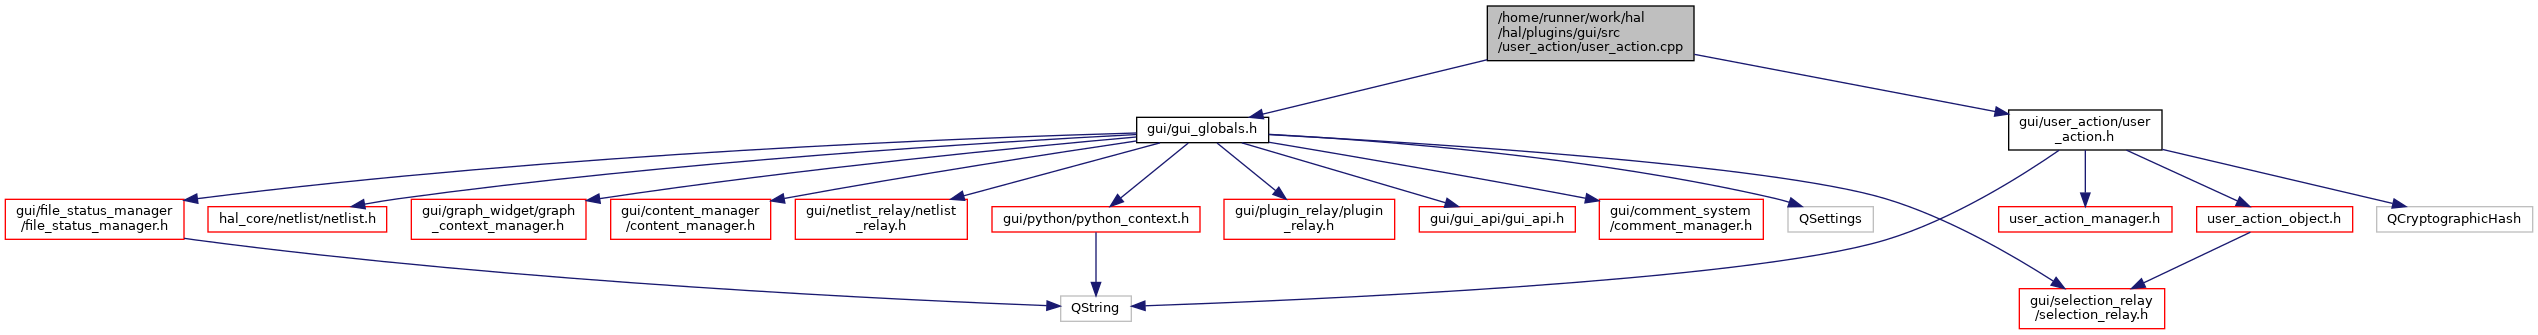 /home/runner/work/hal
/hal/plugins/gui/src
/user_action/user_action.cpp
gui/gui_globals.h
gui/user_action/user
_action.h
gui/file_status_manager
/file_status_manager.h
hal_core/netlist/netlist.h
gui/graph_widget/graph
_context_manager.h
gui/content_manager
/content_manager.h
gui/netlist_relay/netlist
_relay.h
gui/python/python_context.h
gui/plugin_relay/plugin
_relay.h
gui/gui_api/gui_api.h
gui/comment_system
/comment_manager.h
QSettings
user_action_manager.h
user_action_object.h
QCryptographicHash
QString
gui/selection_relay
/selection_relay.h